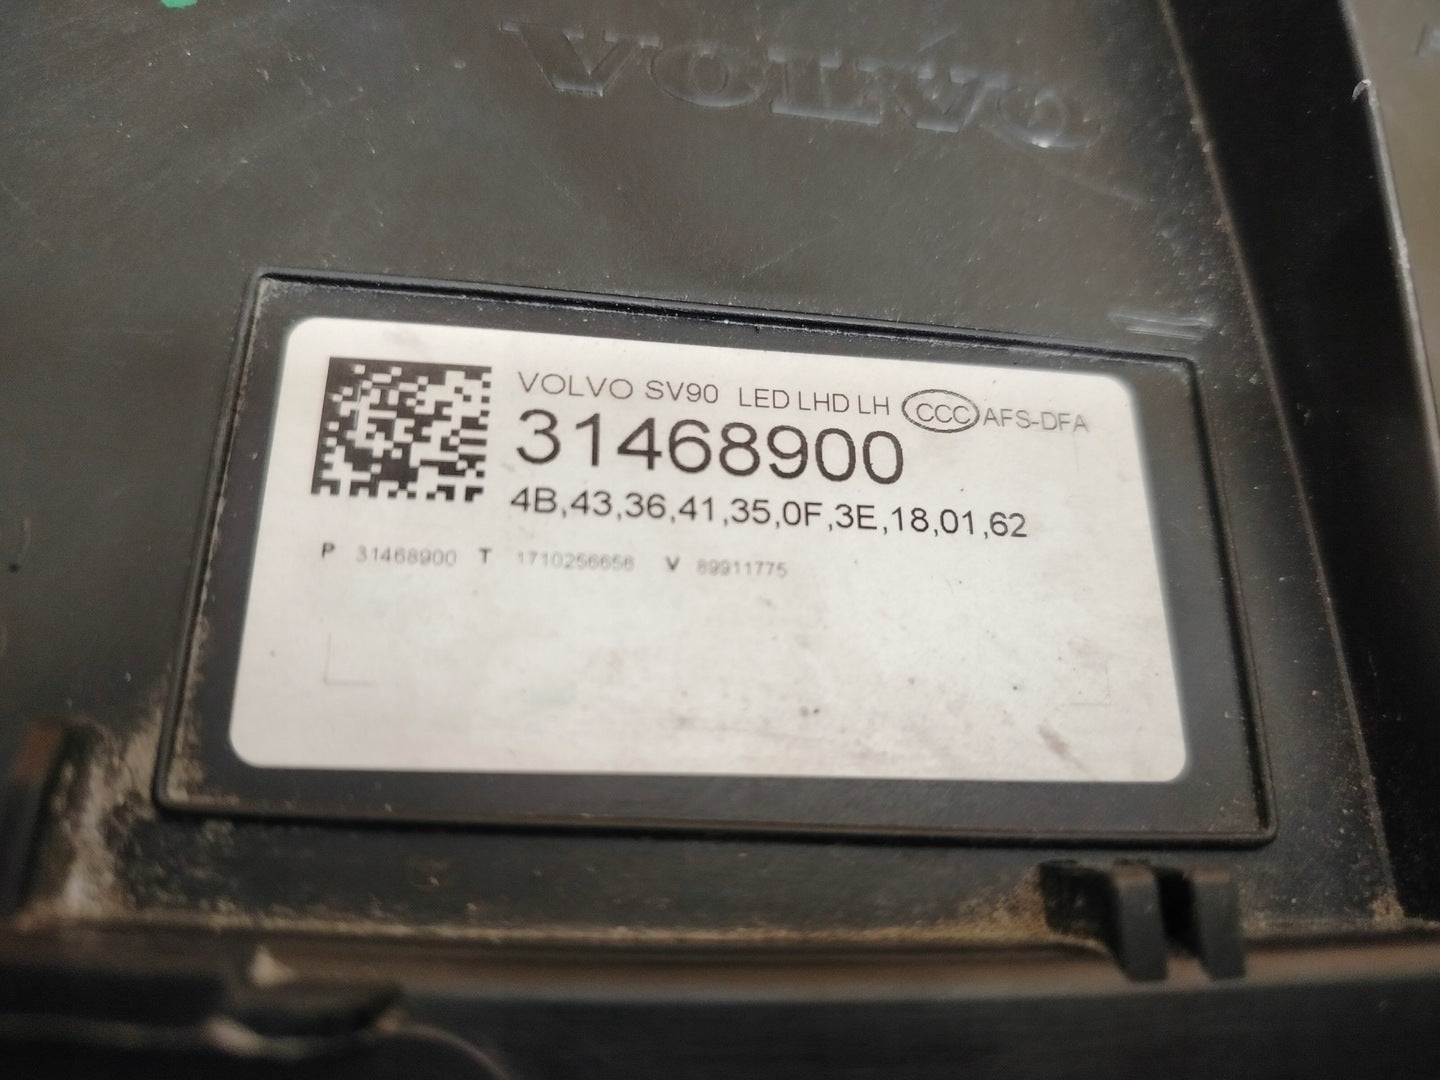 VOLVO
VOLVO SV90 LED LHD LH CCC AFS-DFA
31468900
4B,43,36,41,35,0F,3E,18,01,62
P 31468900 T 1710256656 V 89911775